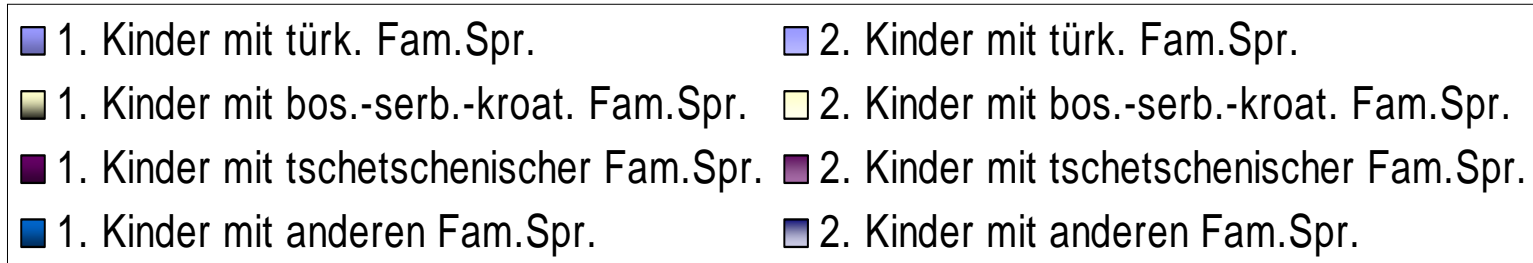 1. Kinder mit türk. Fam.Spr. 2. Kinder mit türk. Fam.Spr.
1. Kinder mit bos.-serb.-kroat. Fam.Spr. 2. Kinder mit bos.-serb.-kroat. Fam.Spr.
1. Kinder mit tschetschenischer Fam.Spr. 2. Kinder mit tschetschenischer Fam.Spr.
1. Kinder mit anderen Fam.Spr. 2. Kinder mit anderen Fam.Spr.